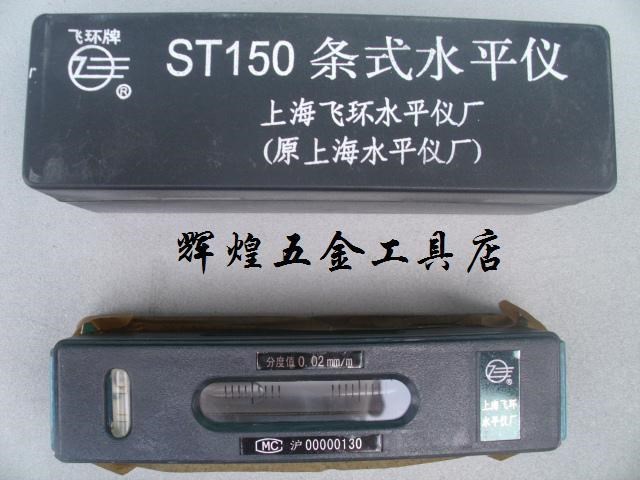 飞环牌
ST150 条式水平仪
®
上海飞环水平仪厂
(原上海水平仪厂)
辉煌五金工具店
分度值 0.02mm/m
®
上海飞环
水平仪厂
MC 沪 00000130